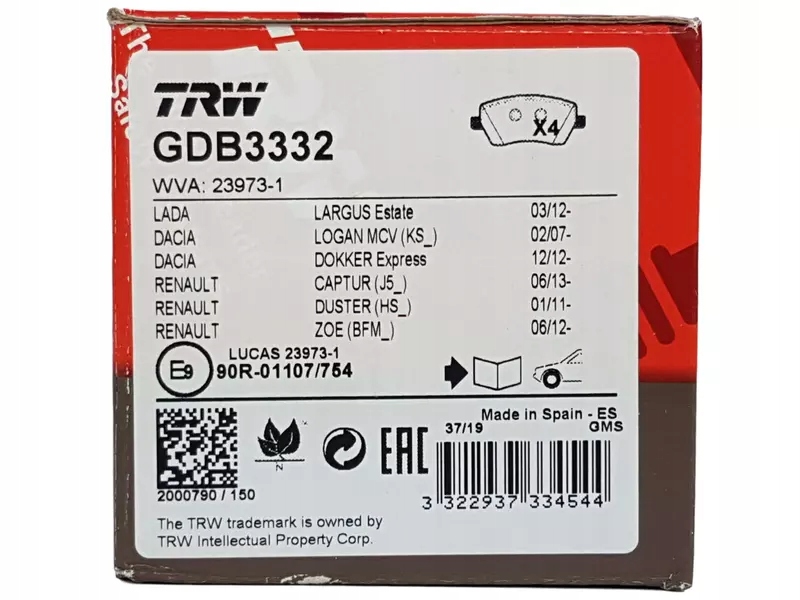 TRW
X4
GDB3332
WVA: 23973-1
LADA LARGUS Estate 03/12-
DACIA LOGAN MCV (KS_) 02/07-
DACIA DOKKER Express 12/12-
RENAULT CAPTUR (J5_) 06/13-
RENAULT DUSTER (HS_) 01/11-
RENAULT ZOE (BFM_) 06/12-
E9
LUCAS 23973-1
90R-01107/754
Made in Spain - ES
37/19 GMS
N
EAC
2000790 / 150
3 322937 334544
The TRW trademark is owned by
TRW Intellectual Property Corp.